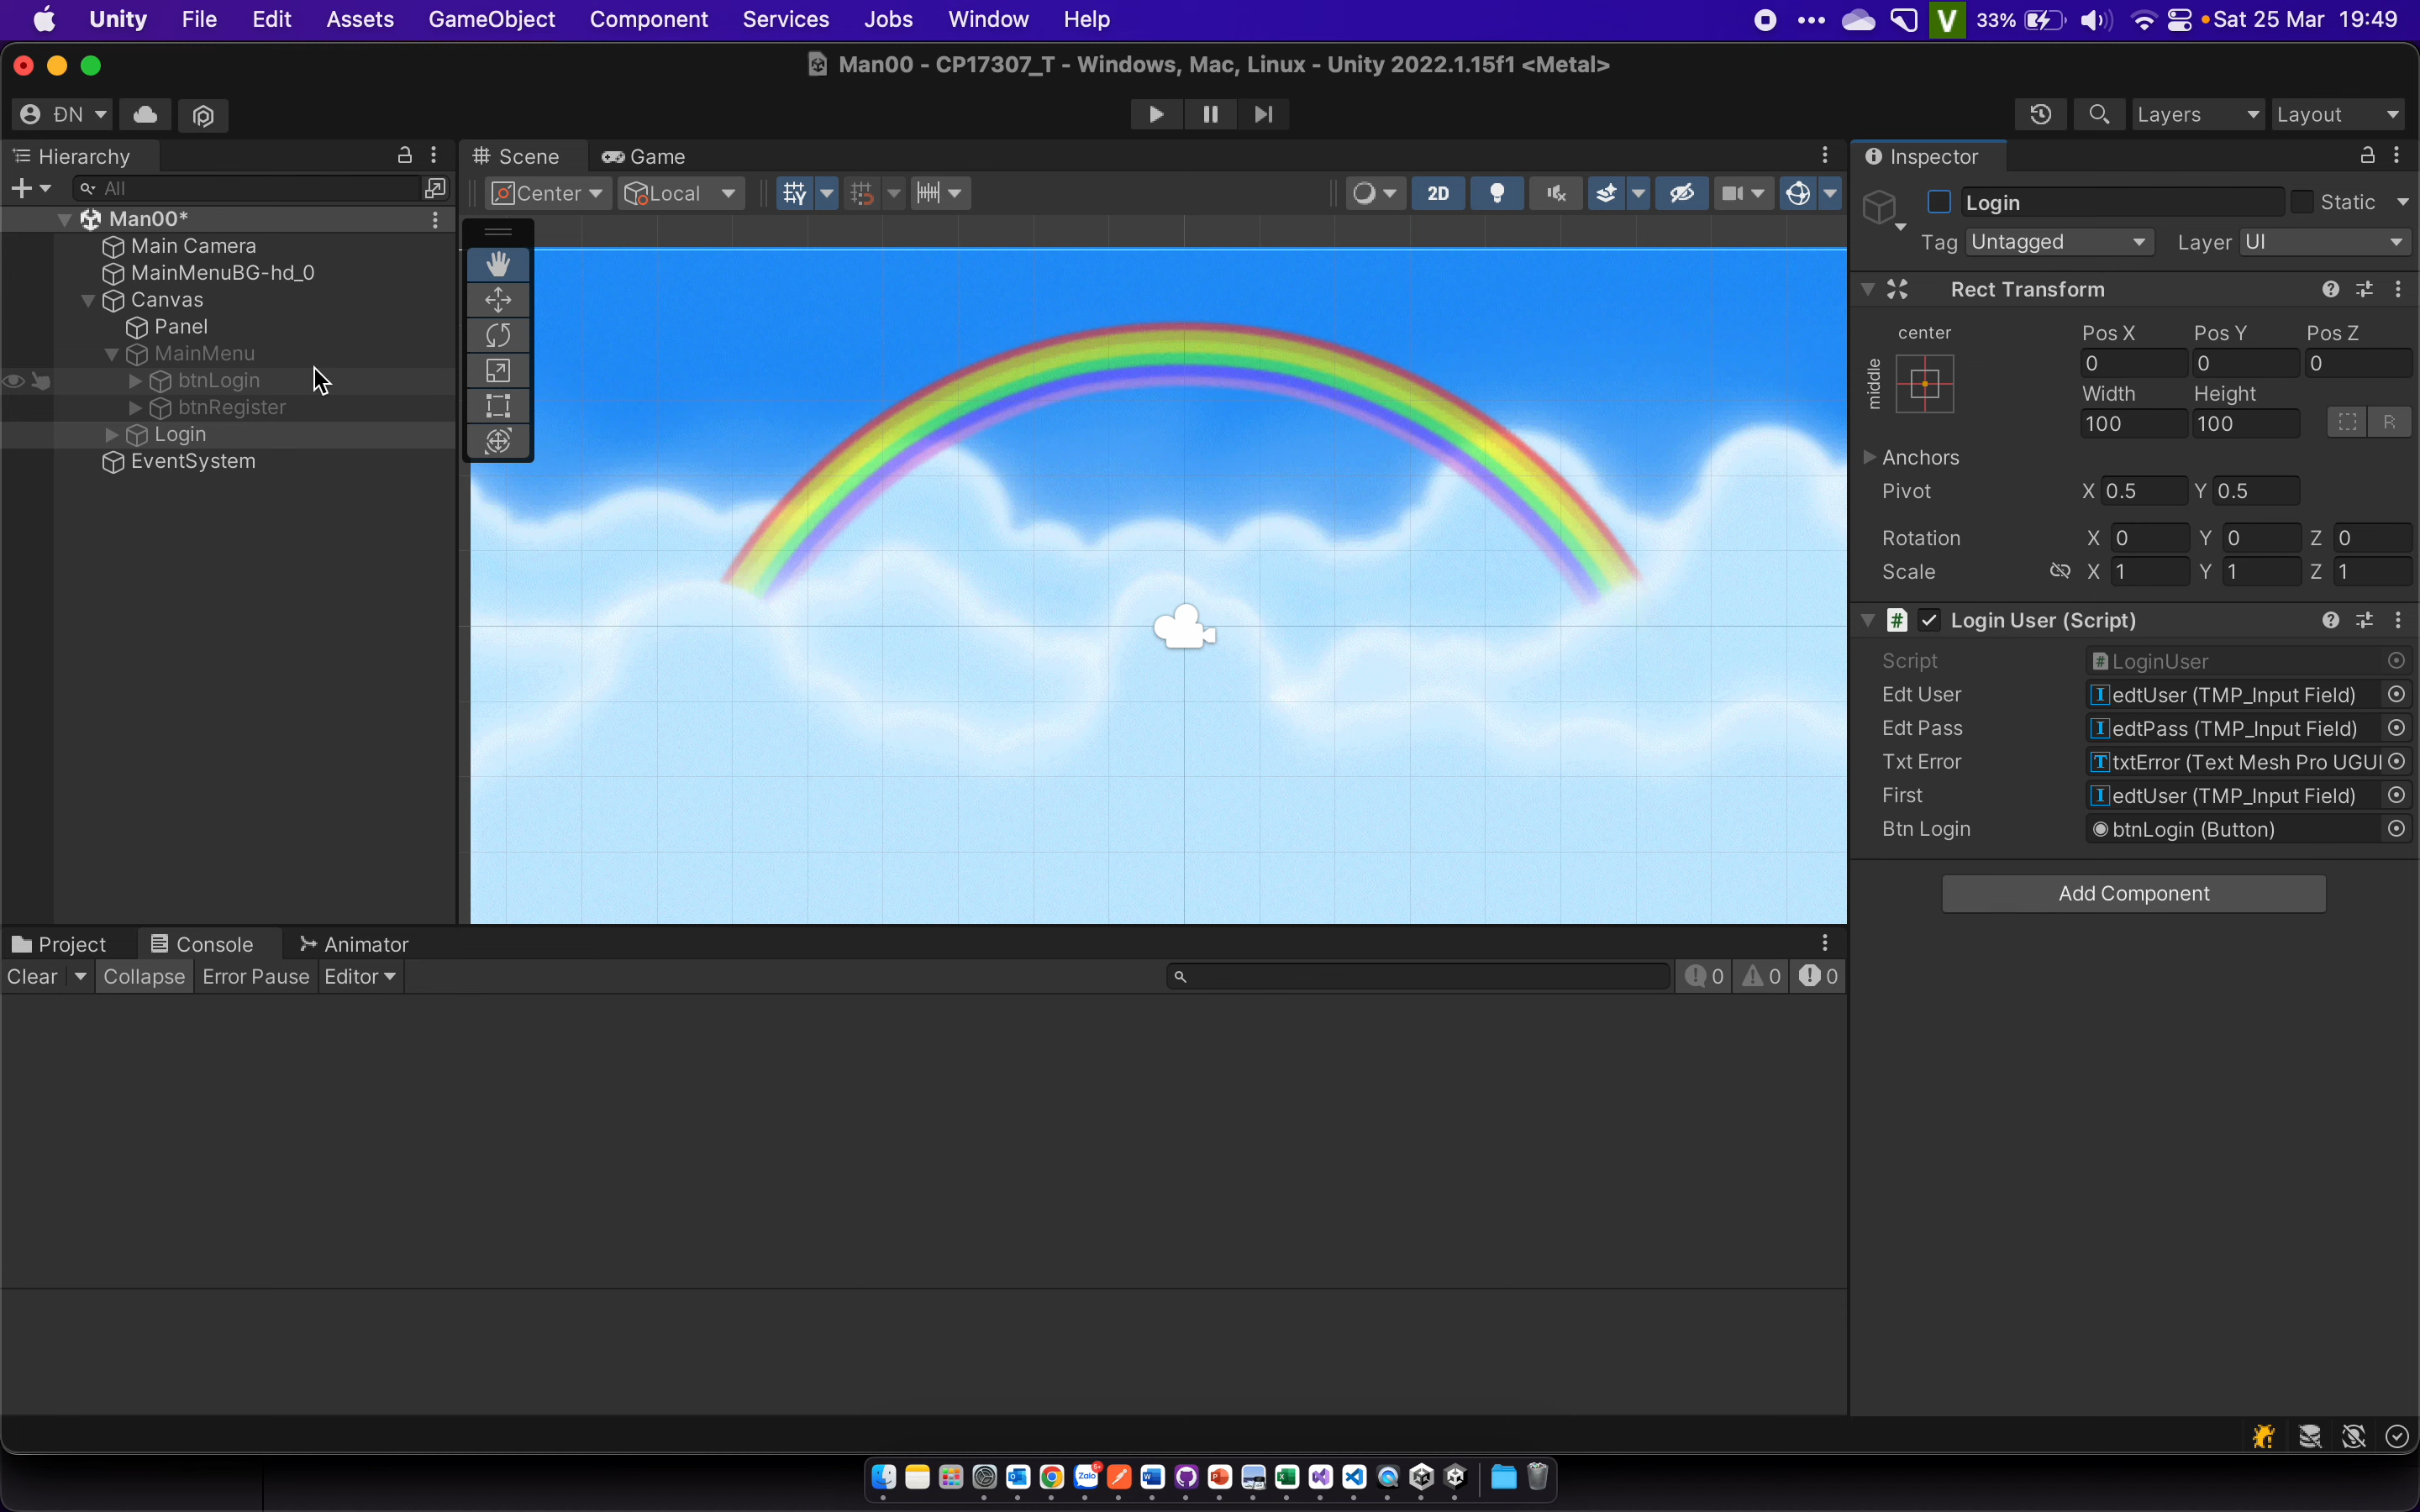 Unity File Edit Assets GameObject Component Services Jobs Window Help
V 33% Sat 25 Mar 19:49
Man00 - CP17307_T - Windows, Mac, Linux - Unity 2022.1.15f1 <Metal>
ĐN
Layers Layout
Hierarchy
Scene Game
Inspector
All
Center Local 2D
Login Static
Tag Untagged Layer UI
Man00*
Main Camera
MainMenuBG-hd_0
Canvas
Panel
MainMenu
btnLogin
btnRegister
Login
EventSystem
Rect Transform
center Pos X Pos Y Pos Z
middle
0 0 0
Width Height
100 100 R
Anchors
Pivot X 0.5 Y 0.5
Rotation X 0 Y 0 Z 0
Scale X 1 Y 1 Z 1
# Login User (Script)
Script # LoginUser
Edt User edtUser (TMP_Input Field)
Edt Pass edtPass (TMP_Input Field)
Txt Error txtError (Text Mesh Pro UGUI
First edtUser (TMP_Input Field)
Btn Login btnLogin (Button)
Add Component
Project Console Animator
Clear Collapse Error Pause Editor
0 0 0
Zalo 5+